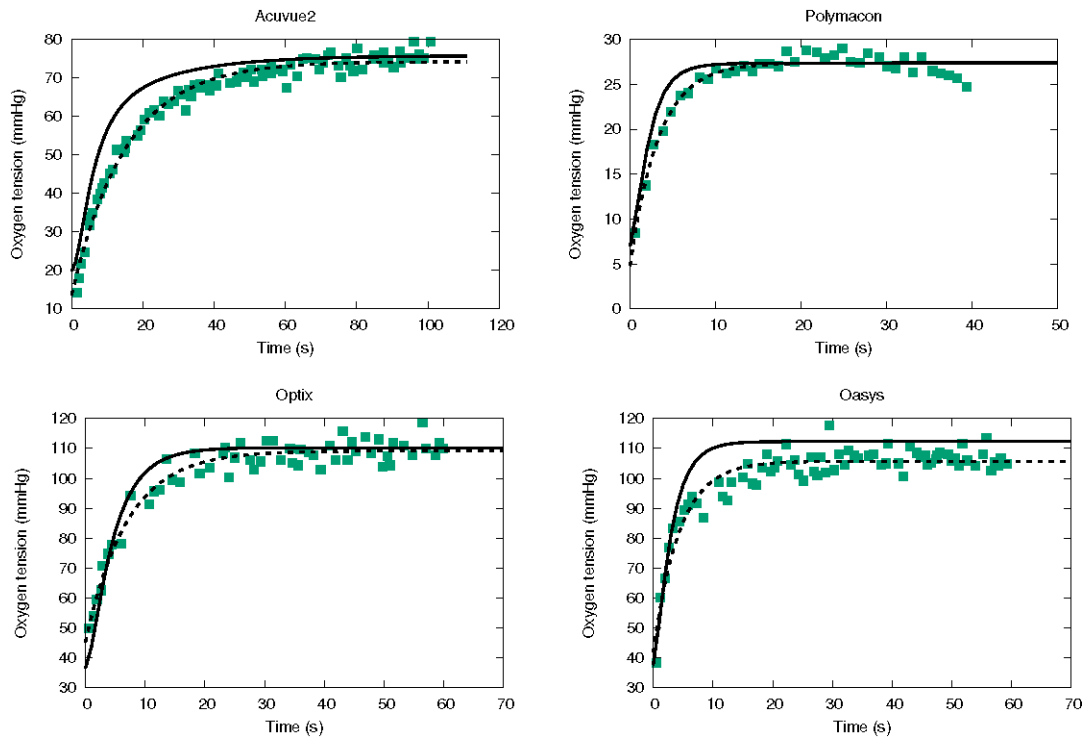 Acuvue2
Oxygen tension (mmHg)
80
70
60
50
40
30
20
10
0 20 40 60 80 100 120
Time (s)
Polymacon
Oxygen tension (mmHg)
30
25
20
15
10
5
0
0 10 20 30 40 50
Time (s)
Optix
Oxygen tension (mmHg)
120
110
100
90
80
70
60
50
40
30
0 10 20 30 40 50 60 70
Time (s)
Oasys
Oxygen tension (mmHg)
120
110
100
90
80
70
60
50
40
30
0 10 20 30 40 50 60 70
Time (s)